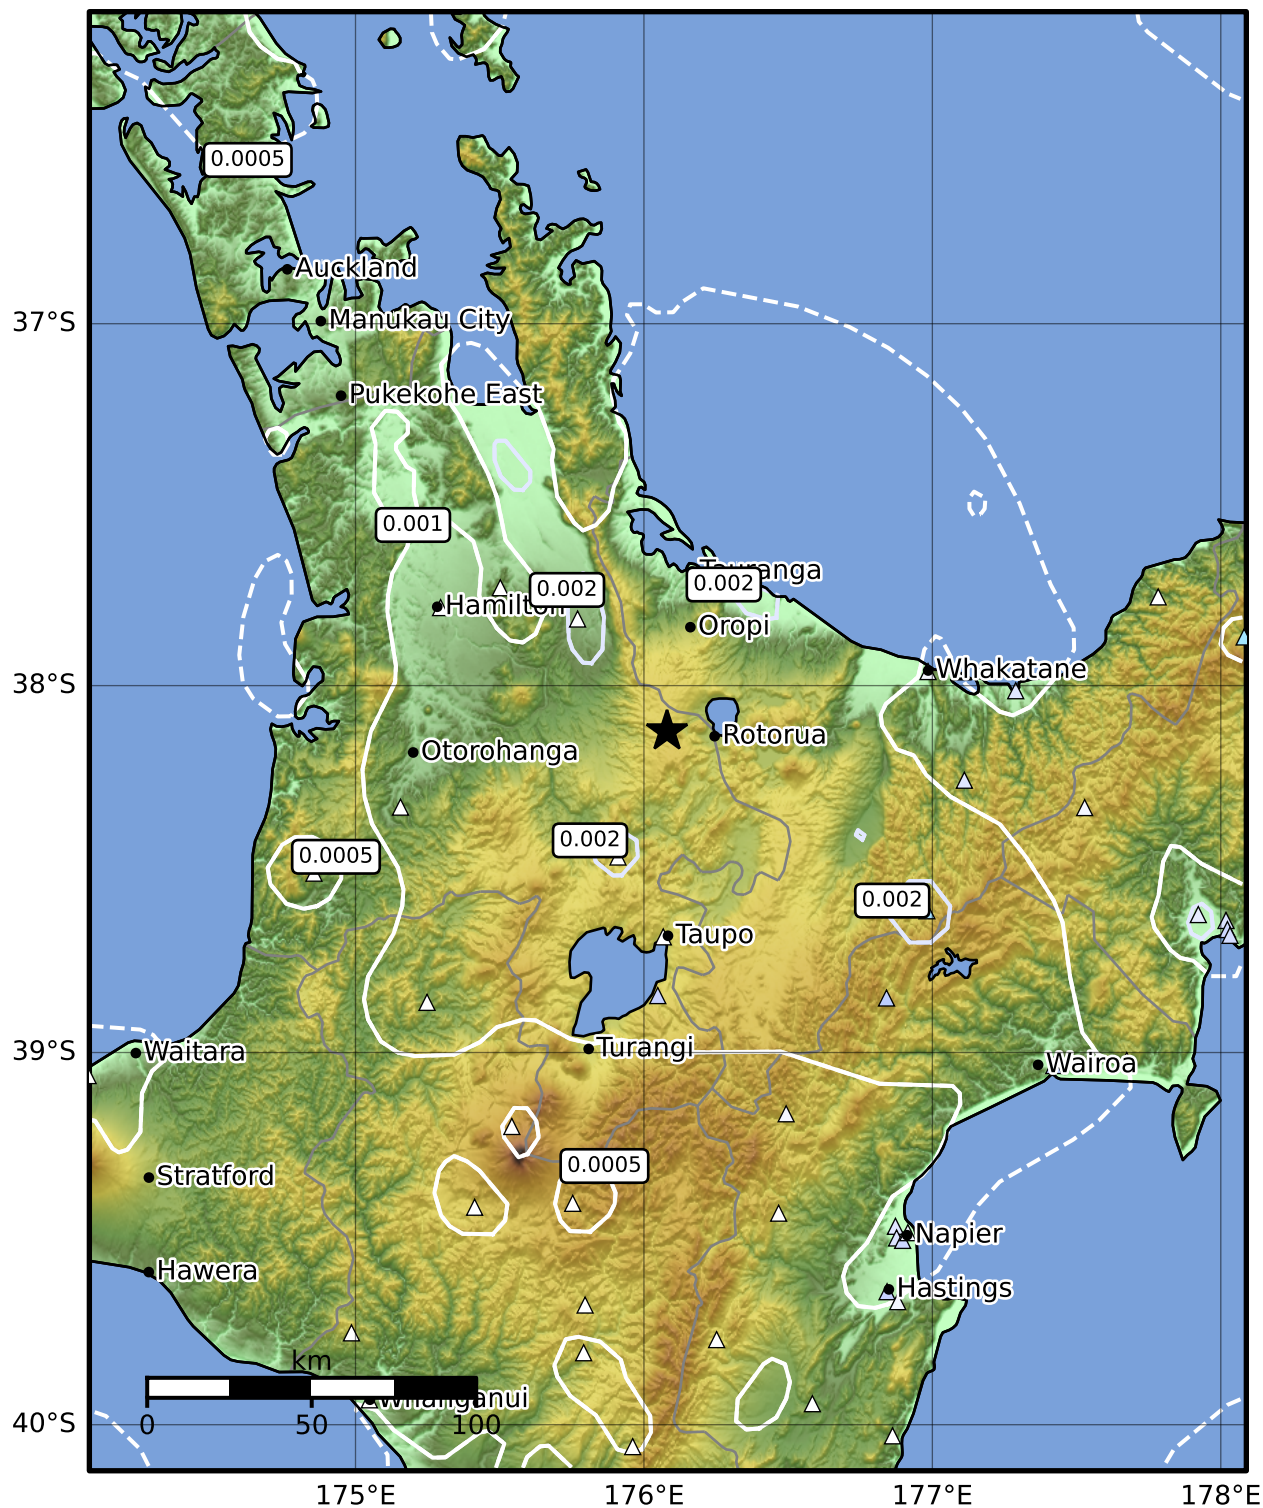 0.0005
Auckland
37°S
Manukau City
Pukekohe East
0.001
Tauranga
0.002
0.002
Hamilton
Oropi
38°S
Whakatane
Rotorua
Otorohanga
0.002
0.0005
0.002
Taupo
39°S
Waitara
Turangi
Wairoa
0.0005
Stratford
Napier
Hawera
Hastings
km
Whanganui
0 50 100
40°S
175°E 176°E 177°E 178°E